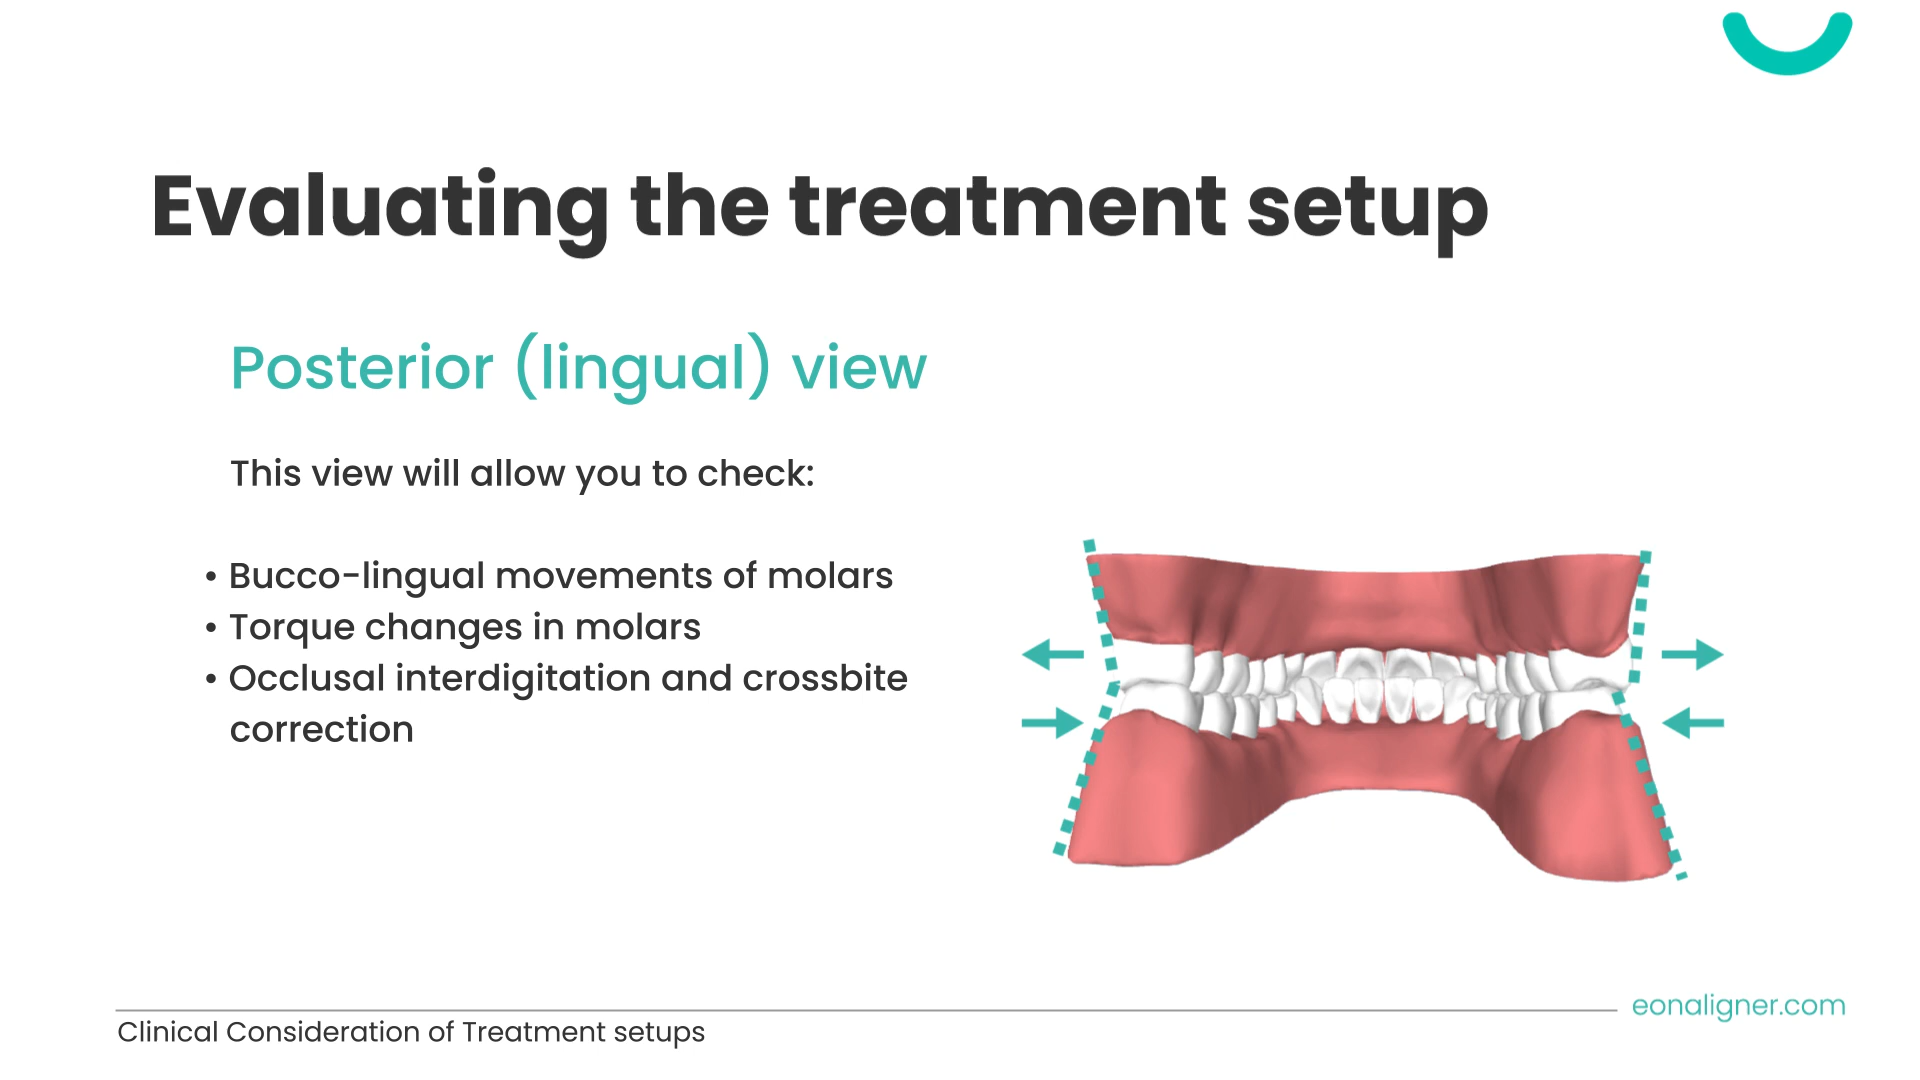 Evaluating the treatment setup
Posterior (lingual) view
This view will allow you to check:
• Bucco-lingual movements of molars
• Torque changes in molars
• Occlusal interdigitation and crossbite
correction
eonaligner.com
Clinical Consideration of Treatment setups